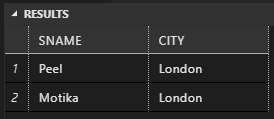 RESULTS
SNAME CITY
1 Peel London
2 Motika London